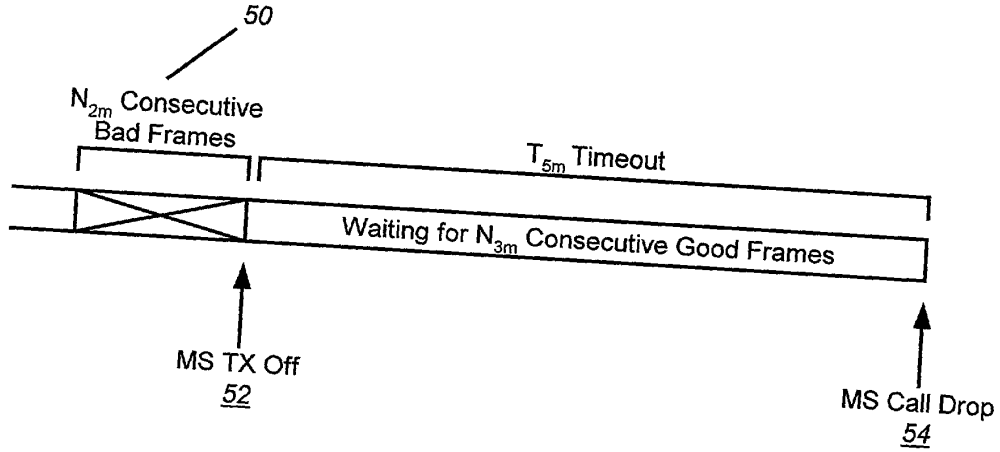 50
N2m Consecutive
Bad Frames
T5m Timeout
Waiting for N3m Consecutive Good Frames
MS TX Off
52
MS Call Drop
54